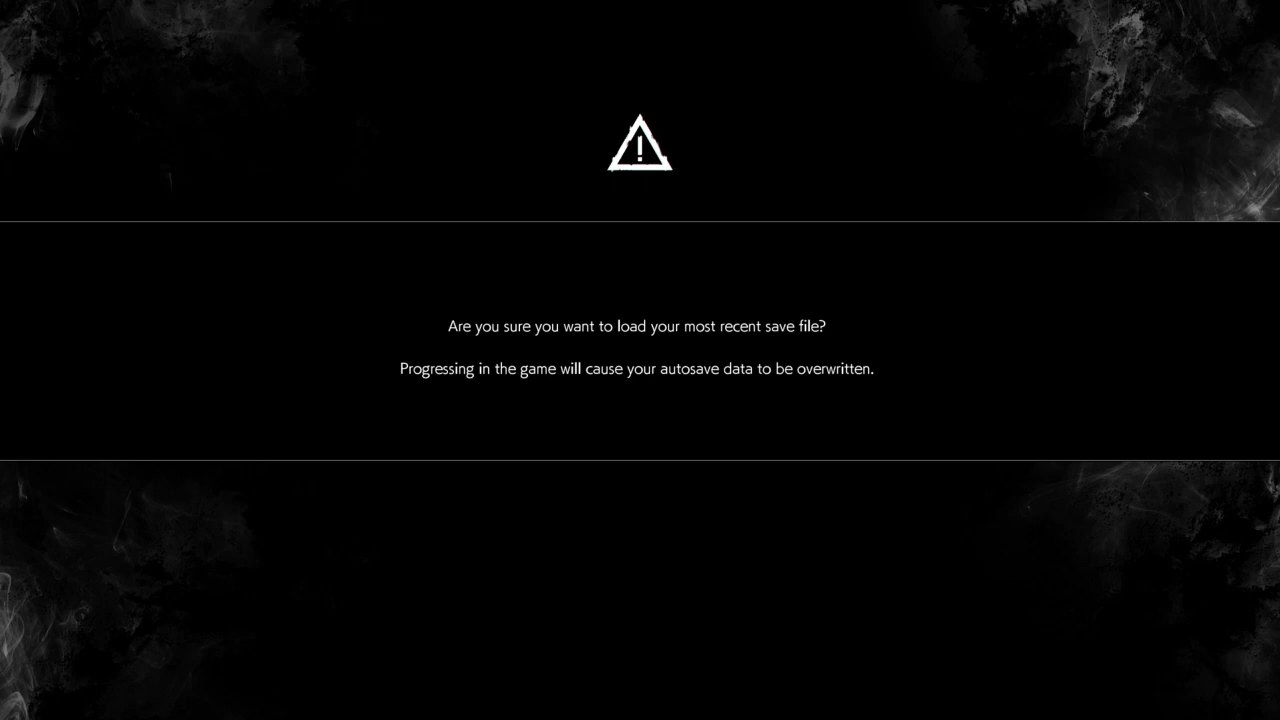 Are you sure you want to load your most recent save file?
Progressing in the game will cause your autosave data to be overwritten.